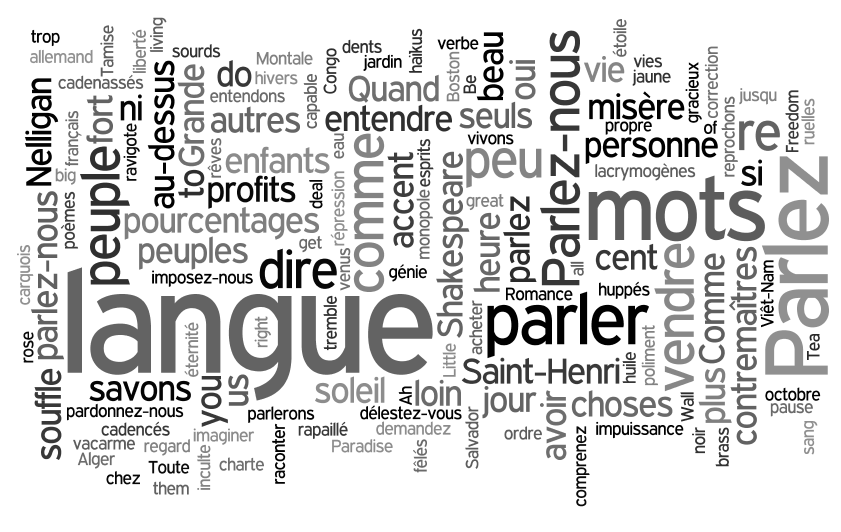 trop
allemand
Tamise
liberté
living
sourds
Montale
dents
jardin
haïkus
verbe
Be
beau
oui
Parlez-nous
vie
étoile
vies
jaune
gracieux
correction
jusqu
cadenassés
do
hivers
Congo
Quand
Boston
Nelligan
français
fort
ni
ravigote
au-dessus
to
Grande
entendons
autres
capable
entendre
seuls
misère
propre
personne
of
reprochons
re
Freedom
ruelles
big
peuple
rêves
enfants
eau
comme
vivons
peu
lacrymogènes
si
poèmes
profits
deal
répression
accent
esprits
monopole
great
mots
Parlez
pourcentages
peuples
get
Shakespeare
heure
parlez
all
cent
carquois
parlez-nous
imposez-nous
dire
venus
génie
Romance
huppés
vendre
Comme
contremaîtres
Viêt-Nam
langue
right
tremble
parler
rose
éternité
Little
acheter
Saint-Henri
huile
poliment
Tea
souffle
savons
you
us
soleil
Ah
loin
jour
avoir
choses
Wall
plus
octobre
pause
pardonnez-nous
parlerons
délestez-vous
cadencés
imaginer
rapaillé
demandez
ordre
impuissance
vacarme
regard
raconter
Paradise
fêlés
Salvador
comprenez
noir
brass
sang
Alger
Toute
inculte
charte
chez
them